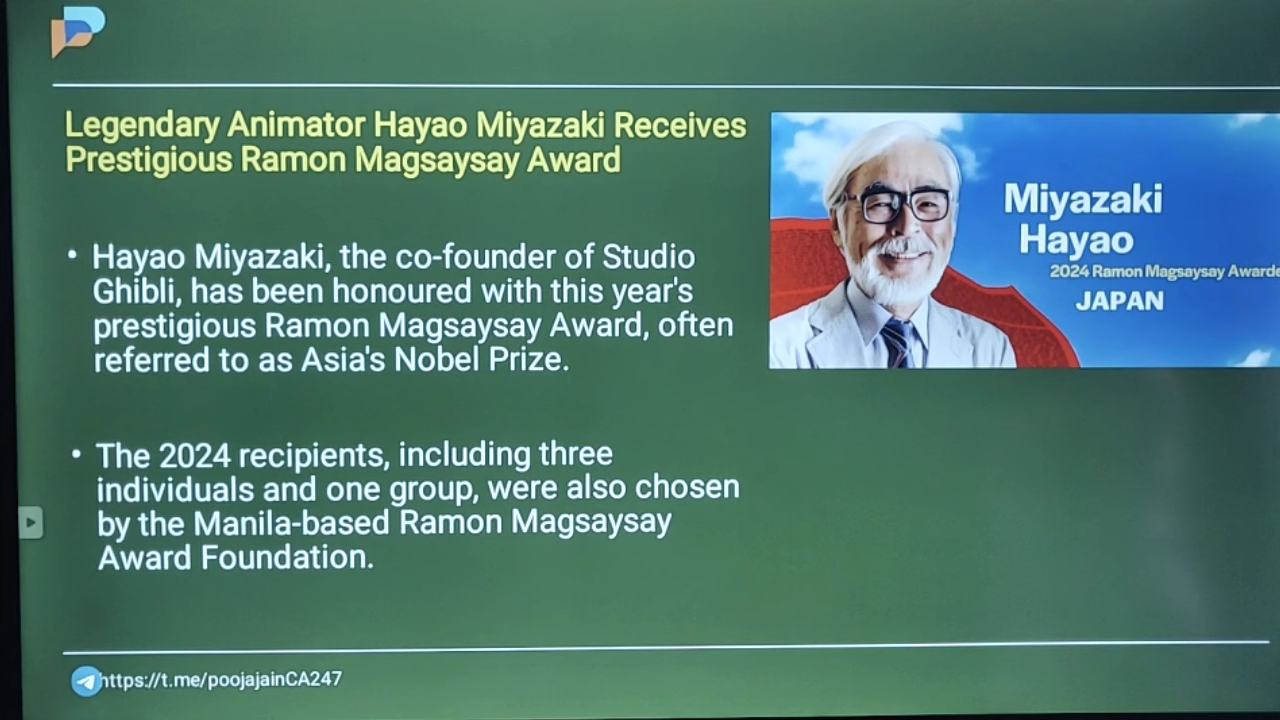 Legendary Animator Hayao Miyazaki Receives
Prestigious Ramon Magsaysay Award
• Hayao Miyazaki, the co-founder of Studio
Ghibli, has been honoured with this year's
prestigious Ramon Magsaysay Award, often
referred to as Asia's Nobel Prize.
• The 2024 recipients, including three
individuals and one group, were also chosen
by the Manila-based Ramon Magsaysay
Award Foundation.
Miyazaki
Hayao
2024 Ramon Magsaysay Awarde
JAPAN
https://t.me/poojajainCA247